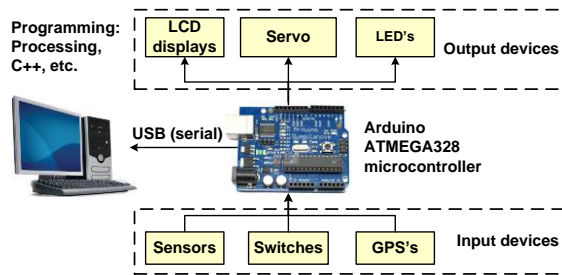 Programming:
Processing,
C++, etc.
LCD
displays
Servo
LED's
Output devices
USB (serial)
Arduino
ATMEGA328
microcontroller
Sensors
Switches
GPS's
Input devices